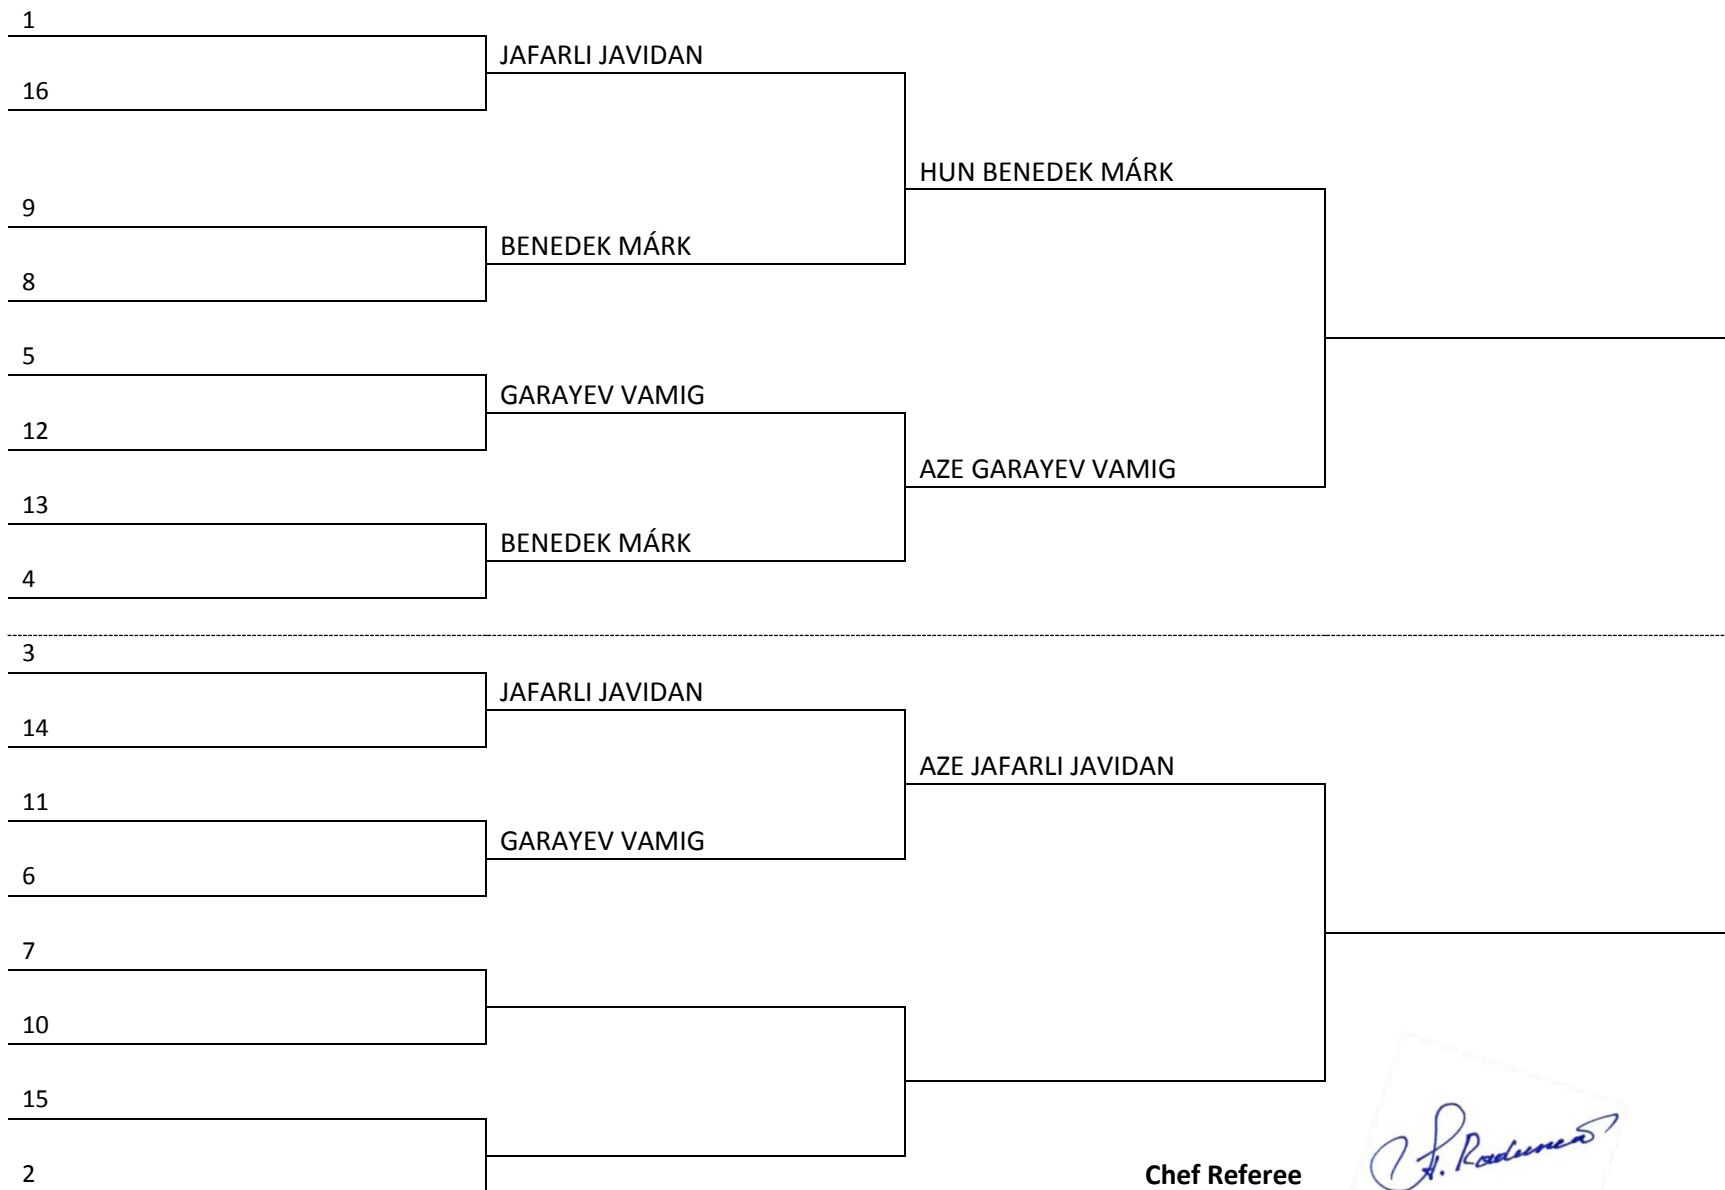 1
JAFARLI JAVIDAN
16
HUN BENEDEK MÁRK
9
BENEDEK MÁRK
8
5
GARAYEV VAMIG
12
AZE GARAYEV VAMIG
13
BENEDEK MÁRK
4
3
JAFARLI JAVIDAN
14
AZE JAFARLI JAVIDAN
11
GARAYEV VAMIG
6
7
10
15
2
Chef Referee